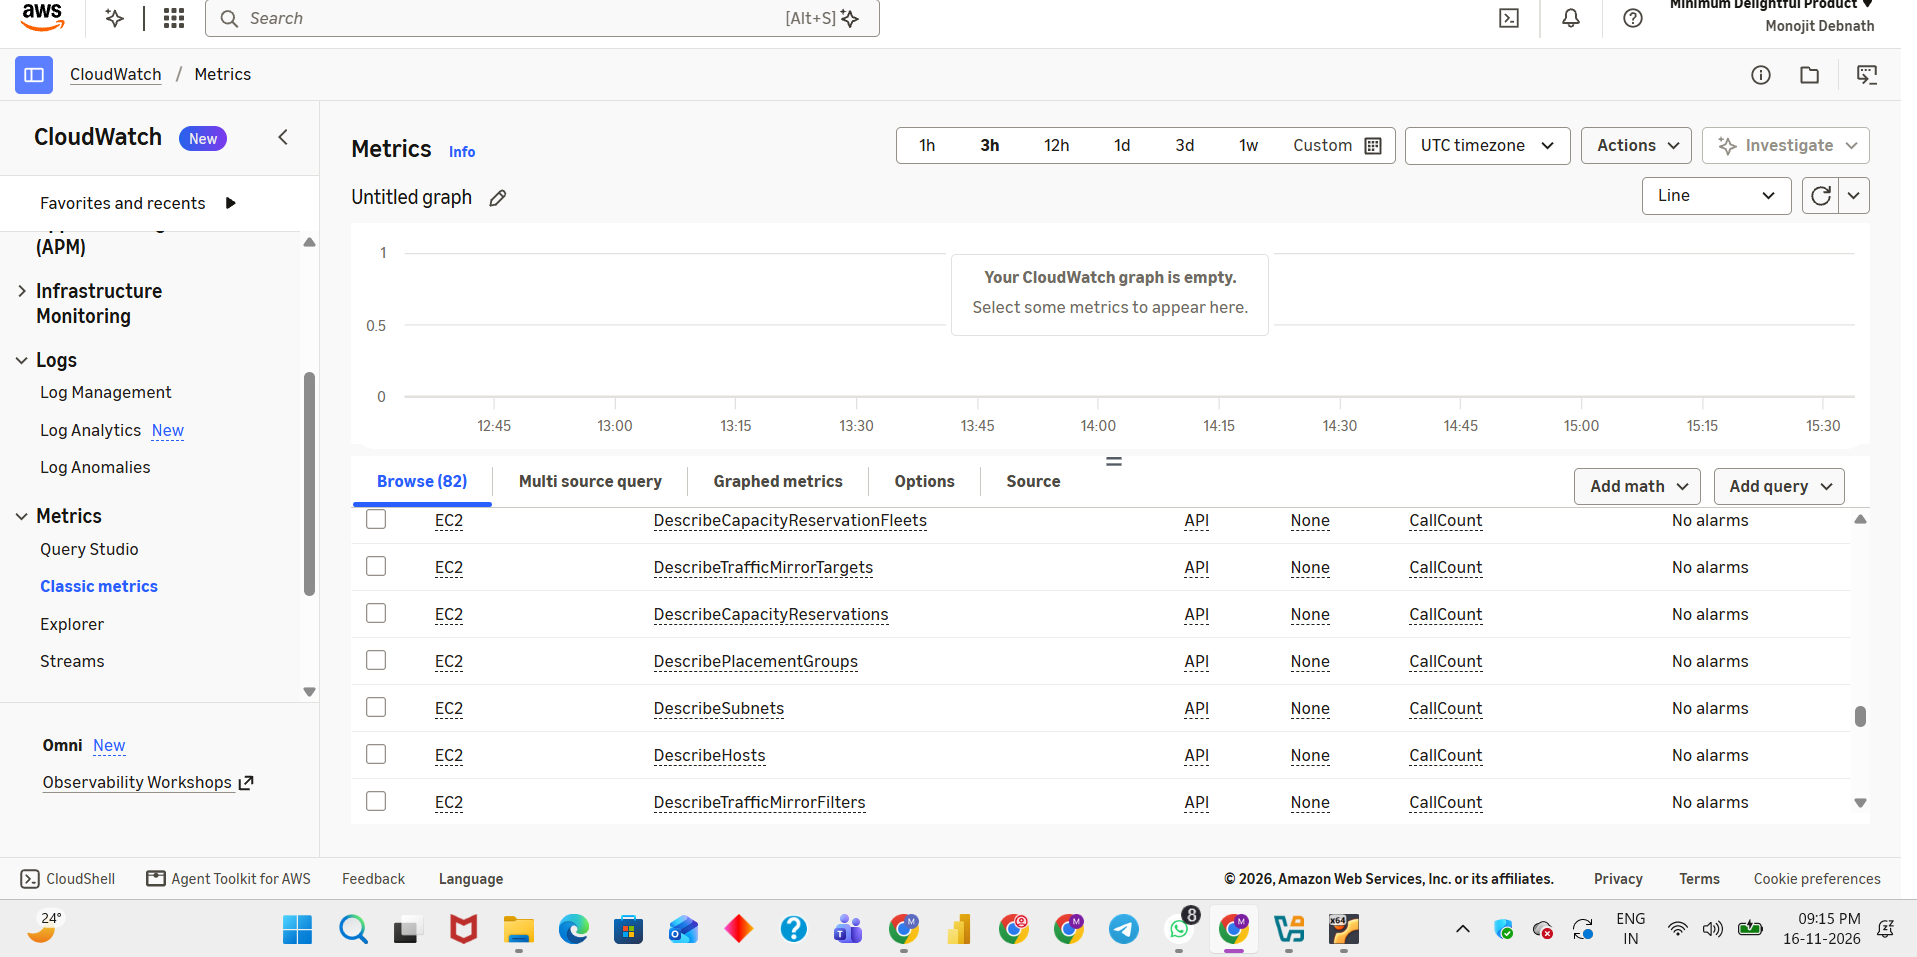 aws
Search [Alt+S]
Minimum Delightful Product
Monojit Debnath
CloudWatch / Metrics
CloudWatch New
Favorites and recents
(APM)
Infrastructure
Monitoring
Logs
Log Management
Log Analytics New
Log Anomalies
Metrics
Query Studio
Classic metrics
Explorer
Streams
Omni New
Observability Workshops
Metrics Info
1h 3h 12h 1d 3d 1w Custom UTC timezone Actions Investigate
Untitled graph
Line
1
0.5
0
Your CloudWatch graph is empty.
Select some metrics to appear here.
12:45 13:00 13:15 13:30 13:45 14:00 14:15 14:30 14:45 15:00 15:15 15:30
Browse (82) Multi source query Graphed metrics Options Source Add math Add query
EC2 DescribeCapacityReservationFleets API None CallCount No alarms
EC2 DescribeTrafficMirrorTargets API None CallCount No alarms
EC2 DescribeCapacityReservations API None CallCount No alarms
EC2 DescribePlacementGroups API None CallCount No alarms
EC2 DescribeSubnets API None CallCount No alarms
EC2 DescribeHosts API None CallCount No alarms
EC2 DescribeTrafficMirrorFilters API None CallCount No alarms
CloudShell Agent Toolkit for AWS Feedback Language © 2026, Amazon Web Services, Inc. or its affiliates. Privacy Terms Cookie preferences
24°
8
ENG
IN
09:15 PM
16-11-2026